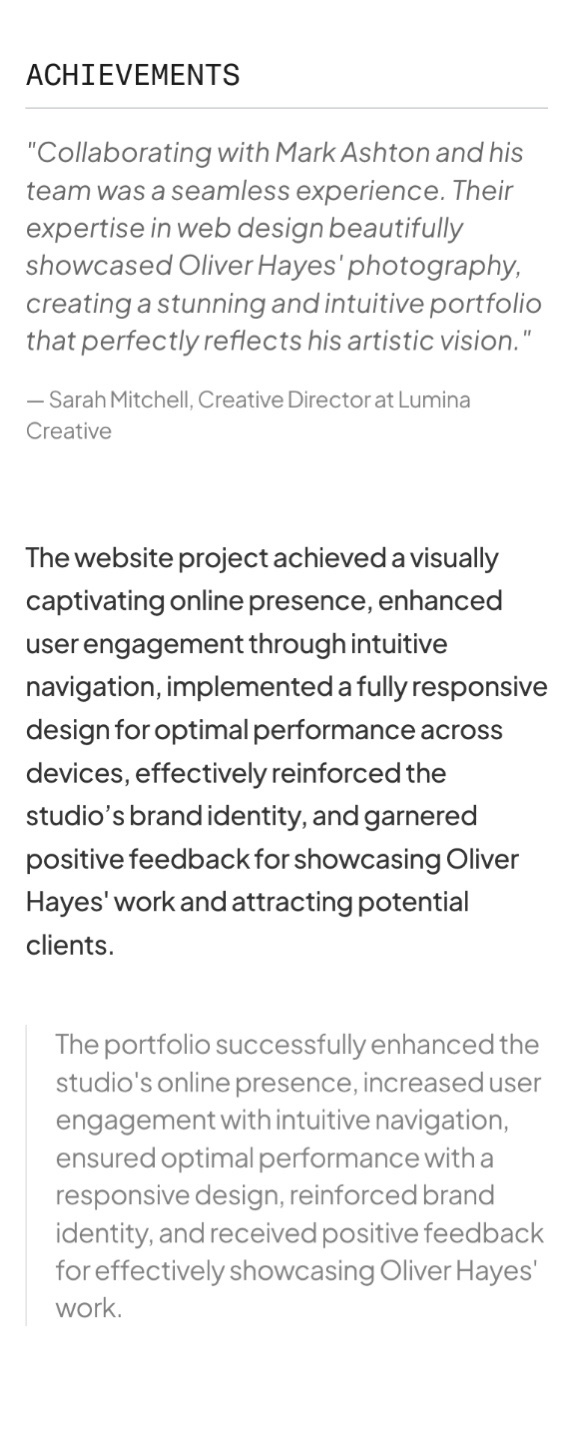 ACHIEVEMENTS
"Collaborating with Mark Ashton and his
team was a seamless experience. Their
expertise in web design beautifully
showcased Oliver Hayes' photography,
creating a stunning and intuitive portfolio
that perfectly reflects his artistic vision."
— Sarah Mitchell, Creative Director at Lumina
Creative
The website project achieved a visually
captivating online presence, enhanced
user engagement through intuitive
navigation, implemented a fully responsive
design for optimal performance across
devices, effectively reinforced the
studio’s brand identity, and garnered
positive feedback for showcasing Oliver
Hayes' work and attracting potential
clients.
The portfolio successfully enhanced the
studio's online presence, increased user
engagement with intuitive navigation,
ensured optimal performance with a
responsive design, reinforced brand
identity, and received positive feedback
for effectively showcasing Oliver Hayes'
work.